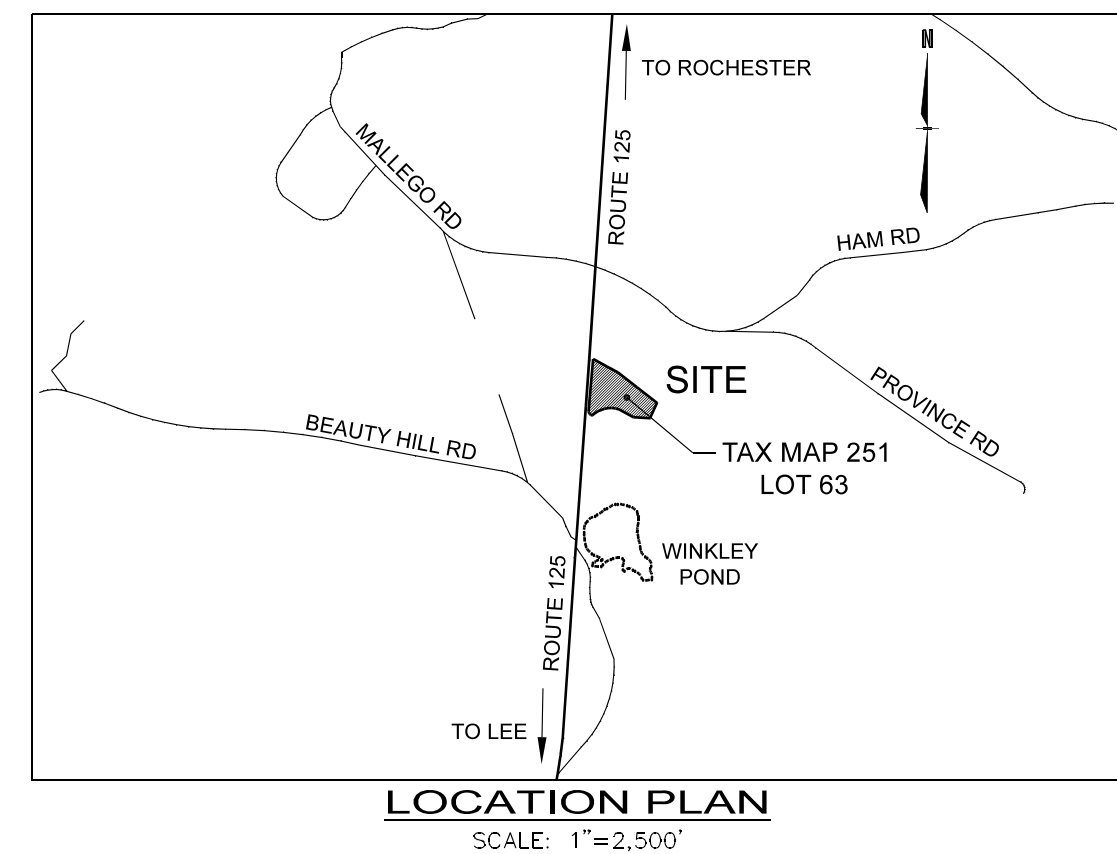 N
TO ROCHESTER
ROUTE 125
MALLEGO RD
HAM RD
SITE
PROVINCE RD
BEAUTY HILL RD
TAX MAP 251
LOT 63
WINKLEY
POND
ROUTE 125
TO LEE
LOCATION PLAN
SCALE: 1"=2,500'